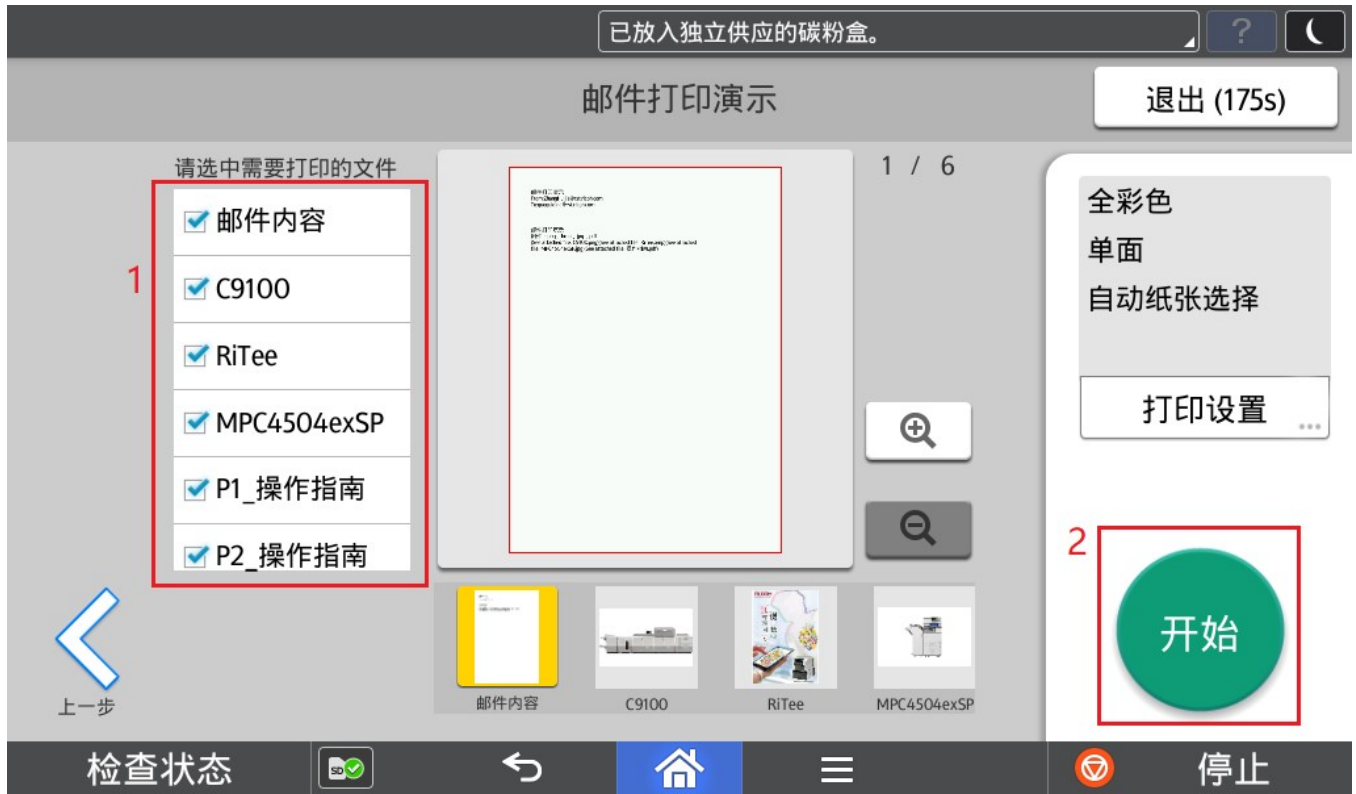 已放入独立供应的碳粉盒。
?
邮件打印演示
退出 (175s)
请选中需要打印的文件
1 / 6
1
邮件内容
C9100
RiTee
MPC4504exSP
P1_操作指南
P2_操作指南
全彩色
单面
自动纸张选择
打印设置
...
2
开始
上一步
邮件内容
C9100
RiTee
MPC4504exSP
检查状态
SD
停止